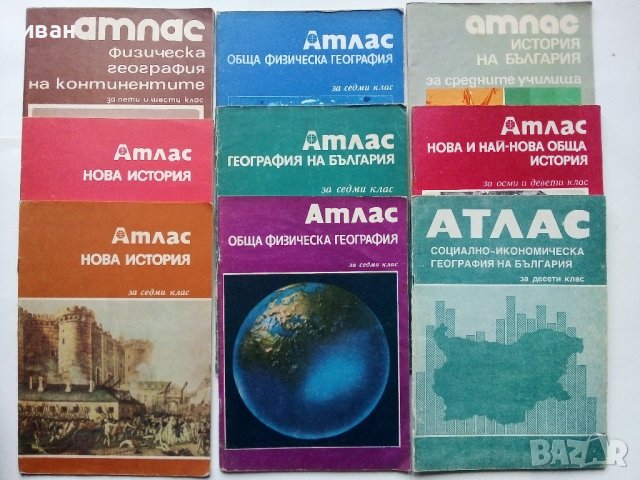 иван
атлас
физическа
география
на континентите
за пети и шести клас
Атлас
ОБЩА ФИЗИЧЕСКА ГЕОГРАФИЯ
за седми клас
атлас
ИСТОРИЯ
НА БЪЛГАРИЯ
за средните училища
Атлас
НОВА ИСТОРИЯ
Атлас
ГЕОГРАФИЯ НА БЪЛГАРИЯ
за седми клас
Атлас
НОВА И НАЙ-НОВА ОБЩА
ИСТОРИЯ
за осми и девети клас
Атлас
НОВА ИСТОРИЯ
за седми клас
Атлас
ОБЩА ФИЗИЧЕСКА ГЕОГРАФИЯ
за седми клас
АТЛАС
СОЦИАЛНО-ИКОНОМИЧЕСКА
ГЕОГРАФИЯ НА БЪЛГАРИЯ
за десети клас
BAZAR